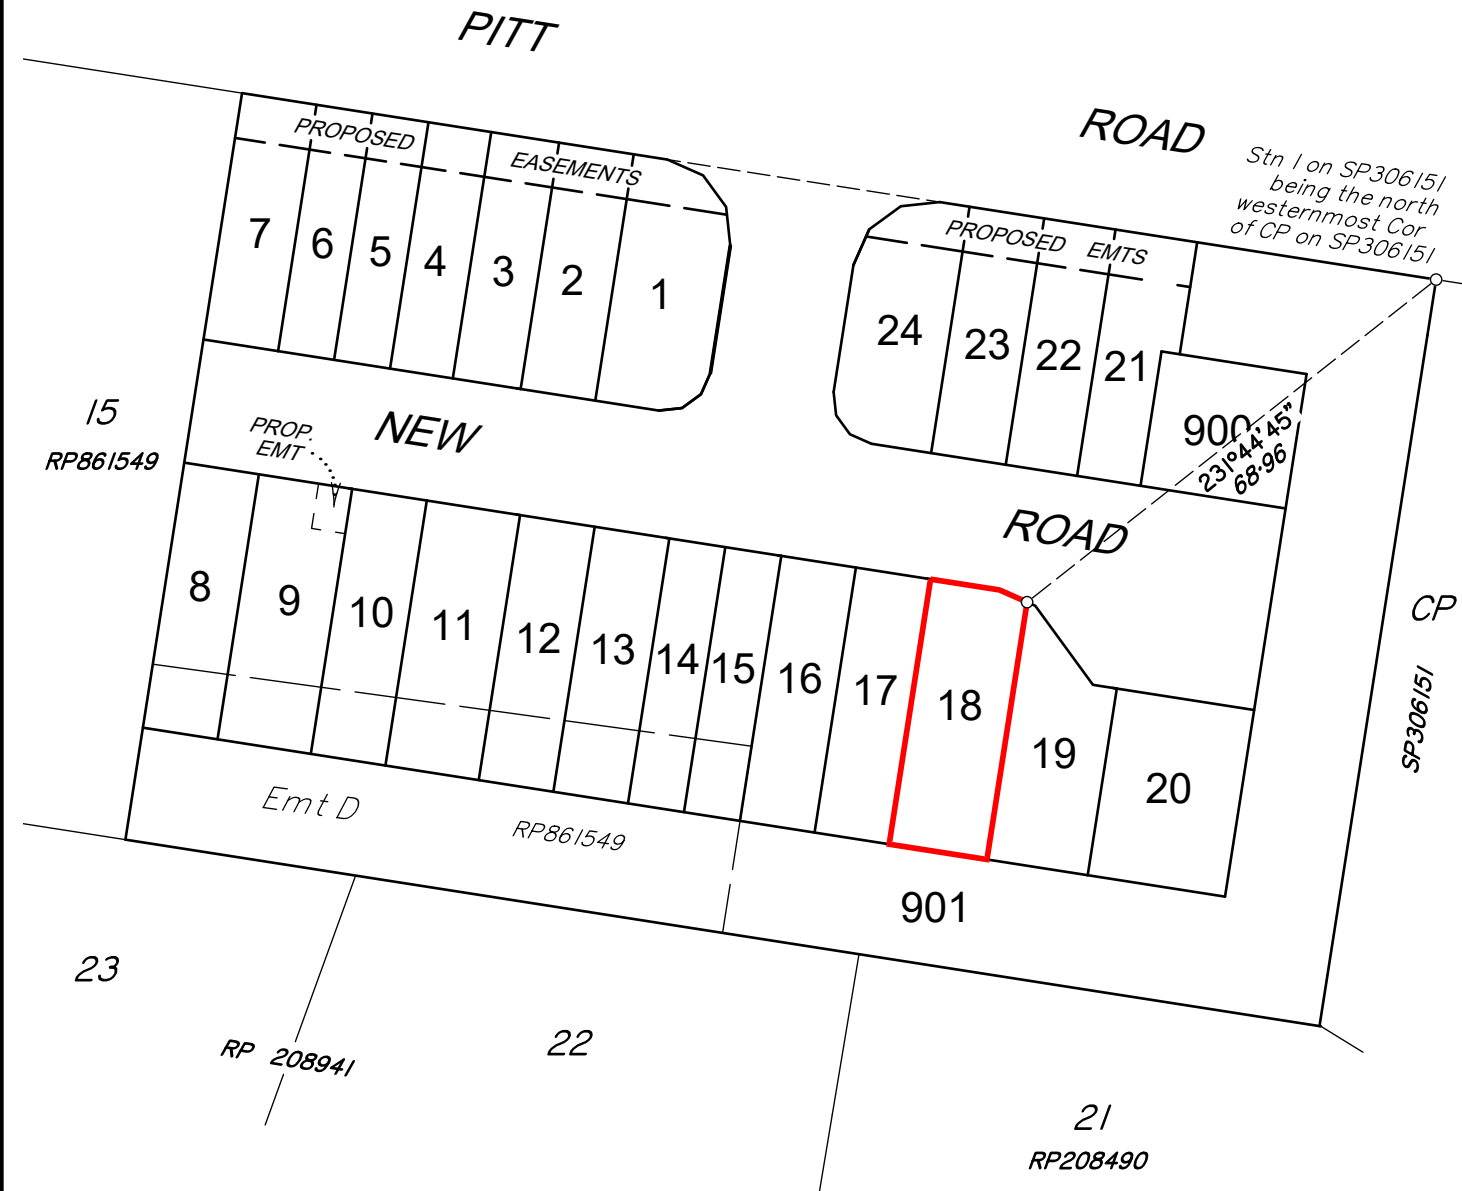 PITT
ROAD
Stn 1 on SP306151
being the north
westernmost Cor
of CP on SP306151
PROPOSED
EASEMENTS
PROPOSED EMTS
7
6
5
4
3
2
1
24
23
22
21
900
231°44'45"
68·96
15
RP861549
PROP.
EMT
NEW
ROAD
8
9
10
11
12
13
14
15
16
17
18
19
20
CP
SP306151
Emt D
RP861549
901
23
RP 208941
22
21
RP208490